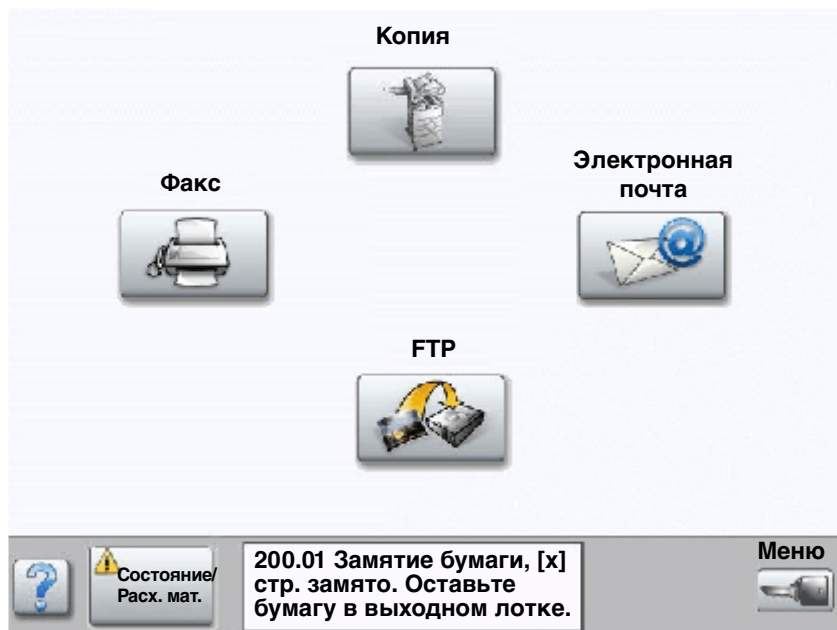 Копия
Факс
Электронная
почта
FTP
Состояние/
Расх. мат.
200.01 Замятие бумаги, [x]
стр. замято. Оставьте
бумагу в выходном лотке.
Меню